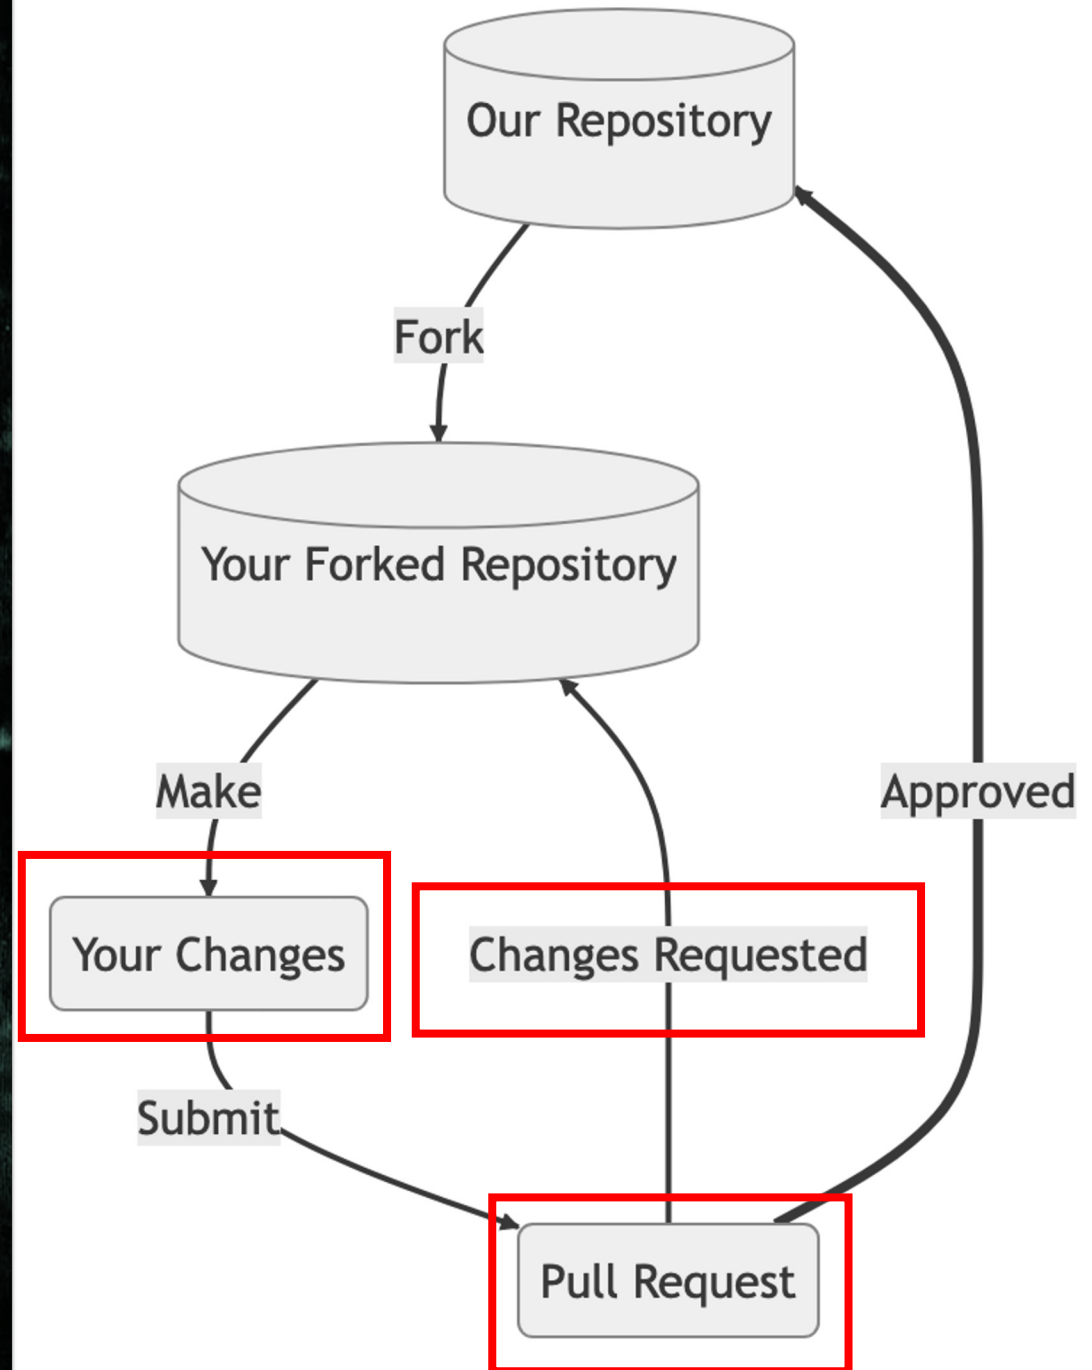 Our Repository
Fork
Your Forked Repository
Make
Approved
Your Changes
Changes Requested
Submit
Pull Request